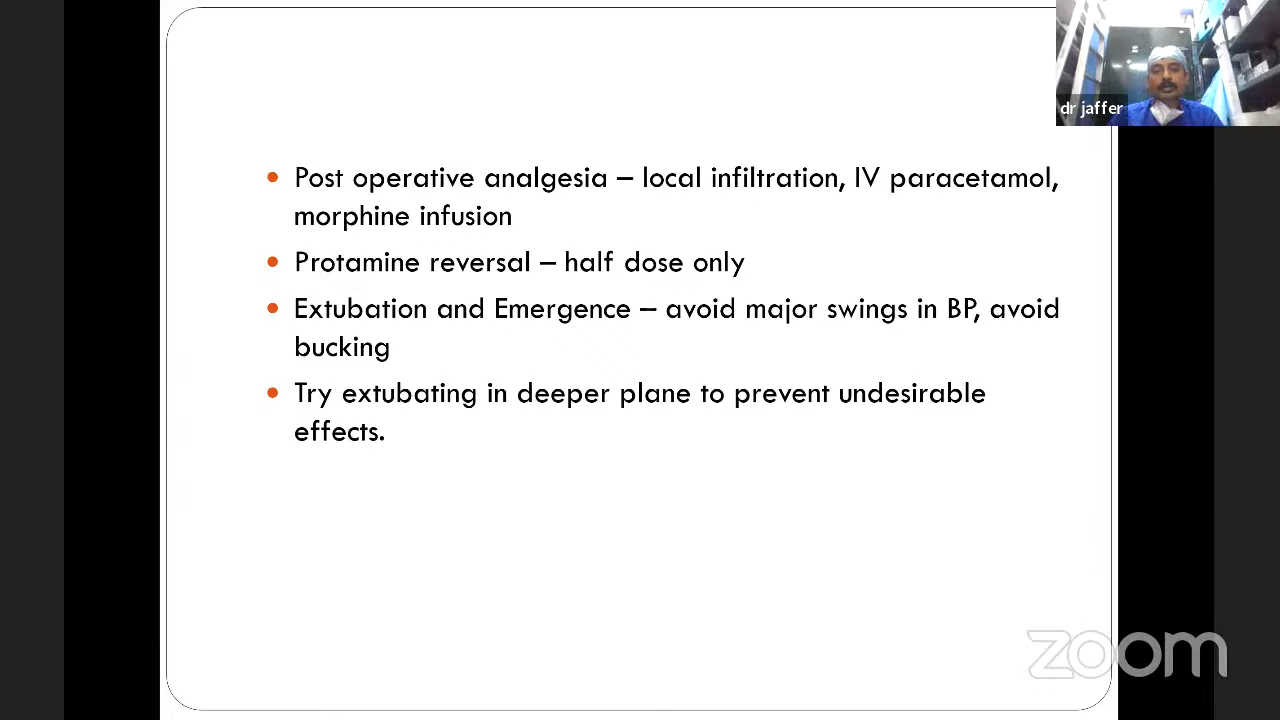 dr jaffer
Post operative analgesia – local infiltration, IV paracetamol,
morphine infusion
Protamine reversal – half dose only
Extubation and Emergence – avoid major swings in BP, avoid
bucking
Try extubating in deeper plane to prevent undesirable
effects.
zoom